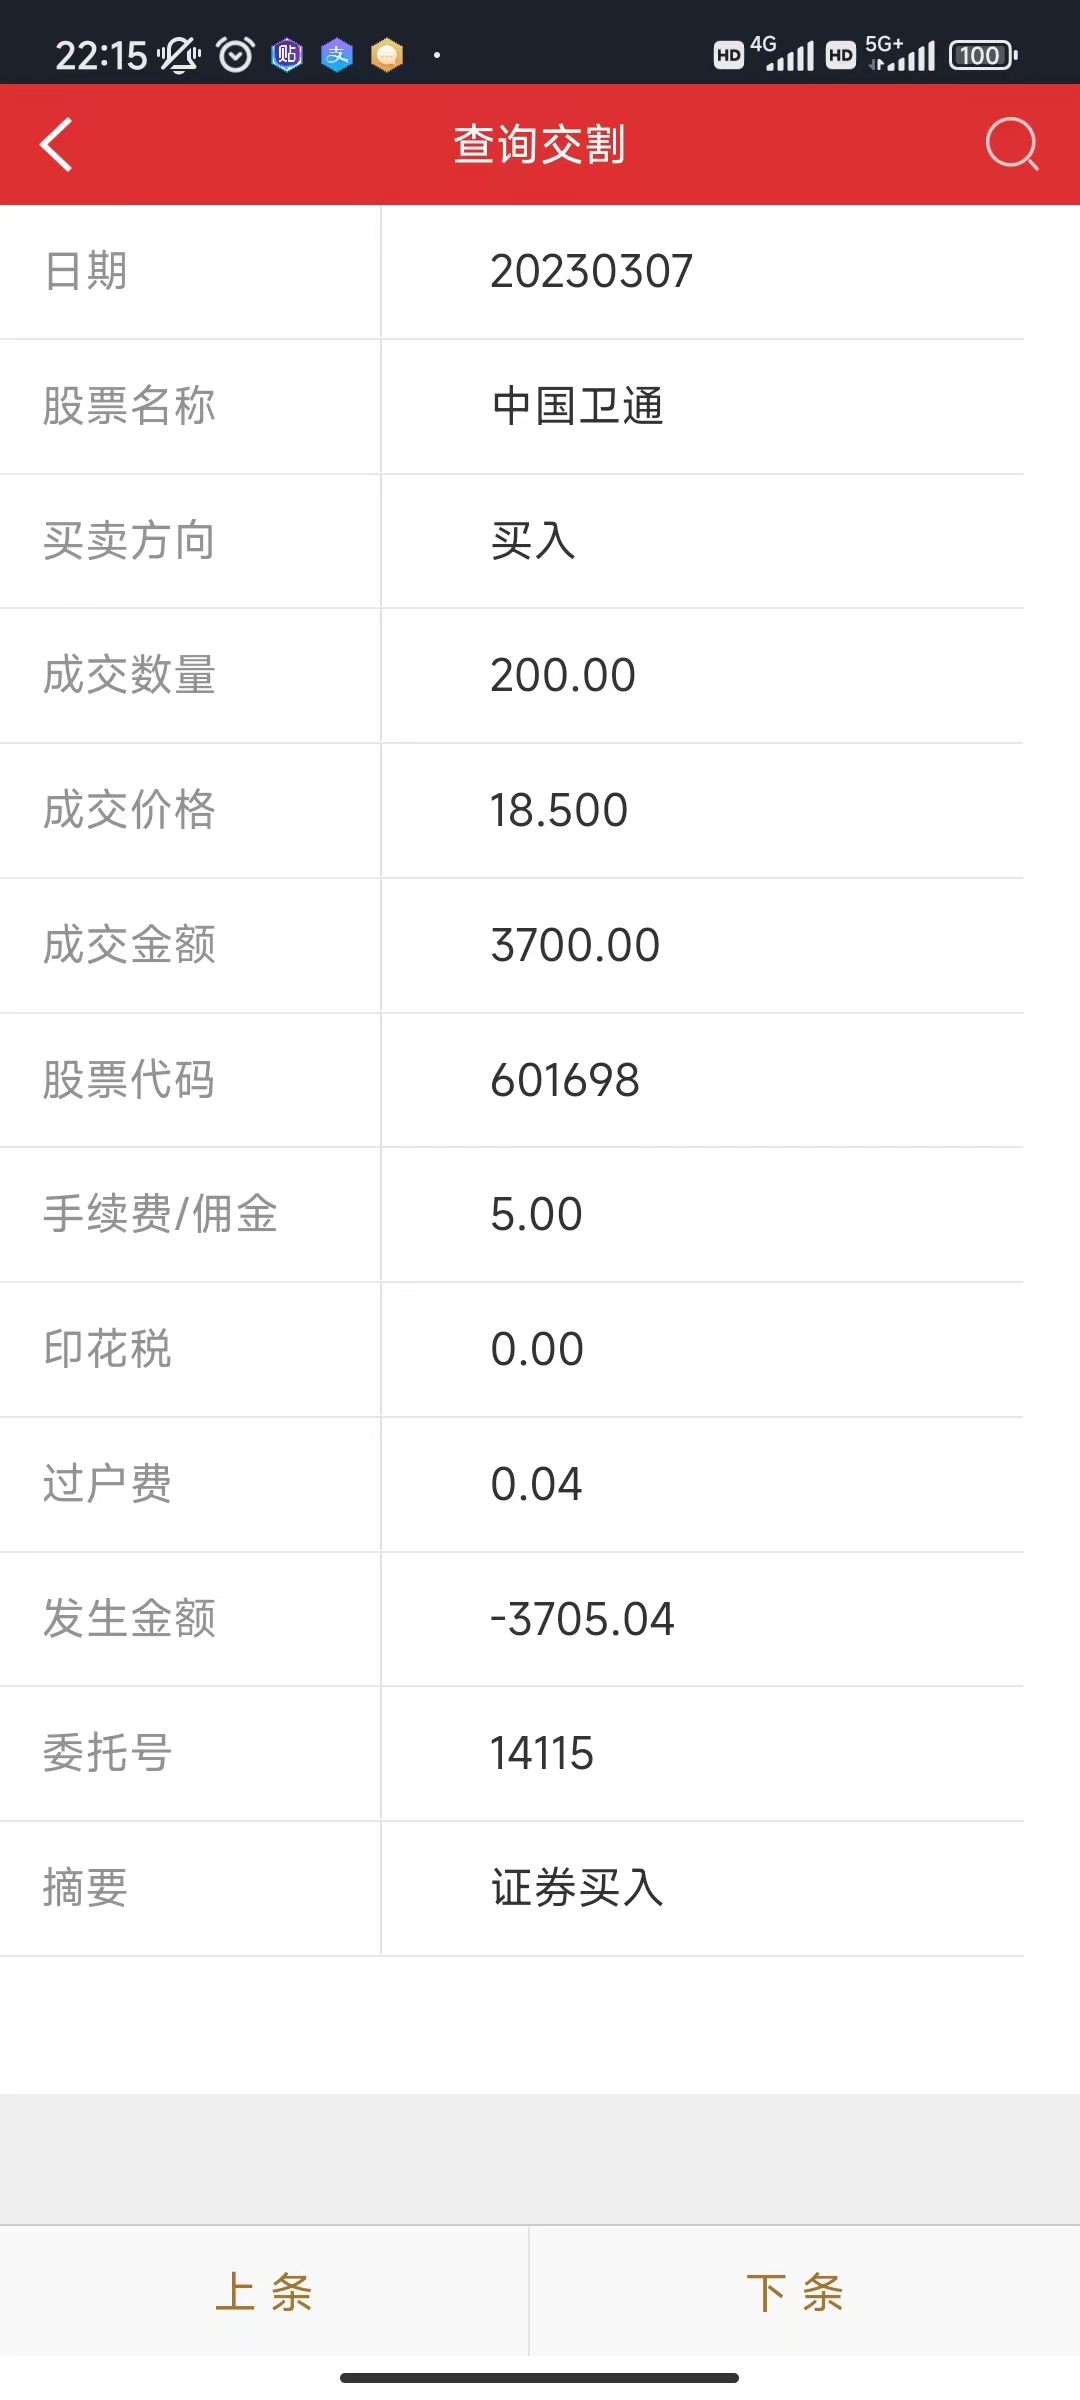 22:15 贴 支 HD 4G HD 5G+ 100
查询交割
日期 20230307
股票名称 中国卫通
买卖方向 买入
成交数量 200.00
成交价格 18.500
成交金额 3700.00
股票代码 601698
手续费/佣金 5.00
印花税 0.00
过户费 0.04
发生金额 -3705.04
委托号 14115
摘要 证券买入
上条 下条